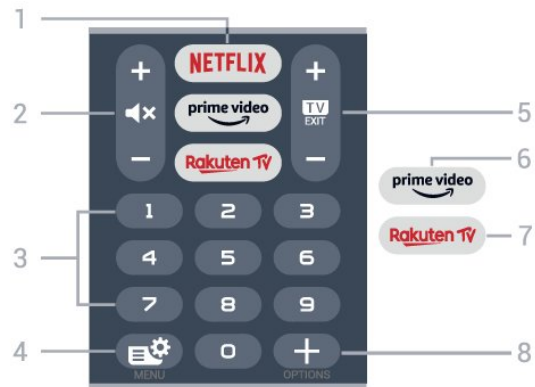 1
+ NETFLIX +
2 prime video TV 5
EXIT
- Rakuten TV -
6
prime video
1 2 3
Rakuten TV 7
3 4 5 6
7 8 9
4 0 + 8
MENU OPTIONS